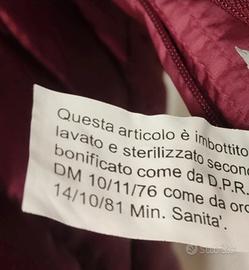 Questa articolo è imbottito
lavato e sterilizzato second
bonificato come da D.P.R.
DM 10/11/76 come da ord
14/10/81 Min. Sanita'.